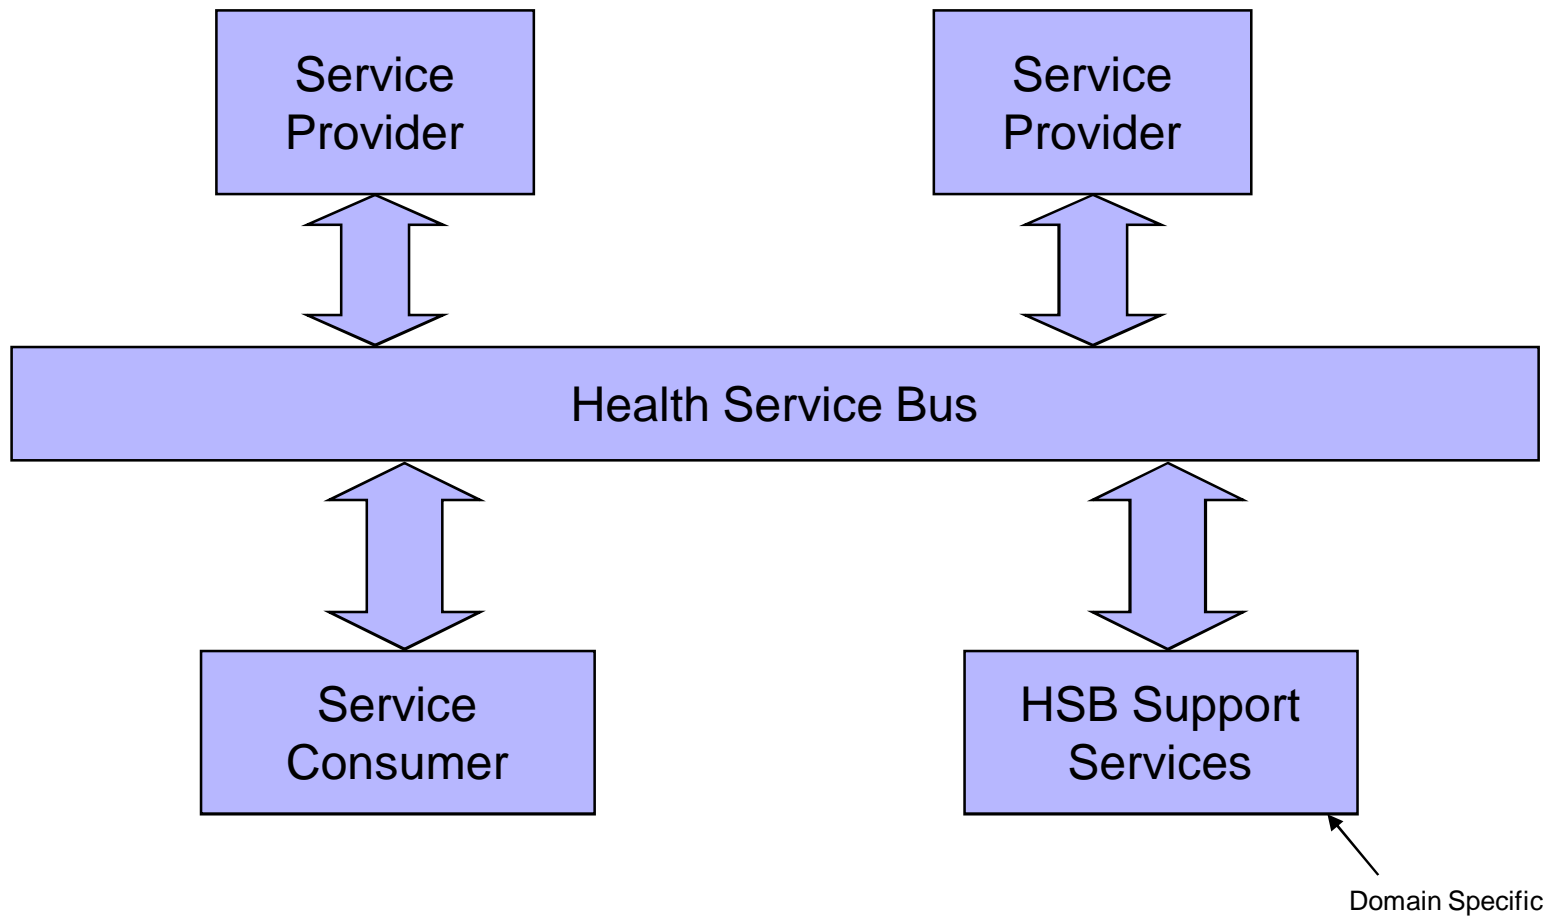 Service
Provider
Service
Provider
Health Service Bus
Service
Consumer
HSB Support
Services
Domain Specific